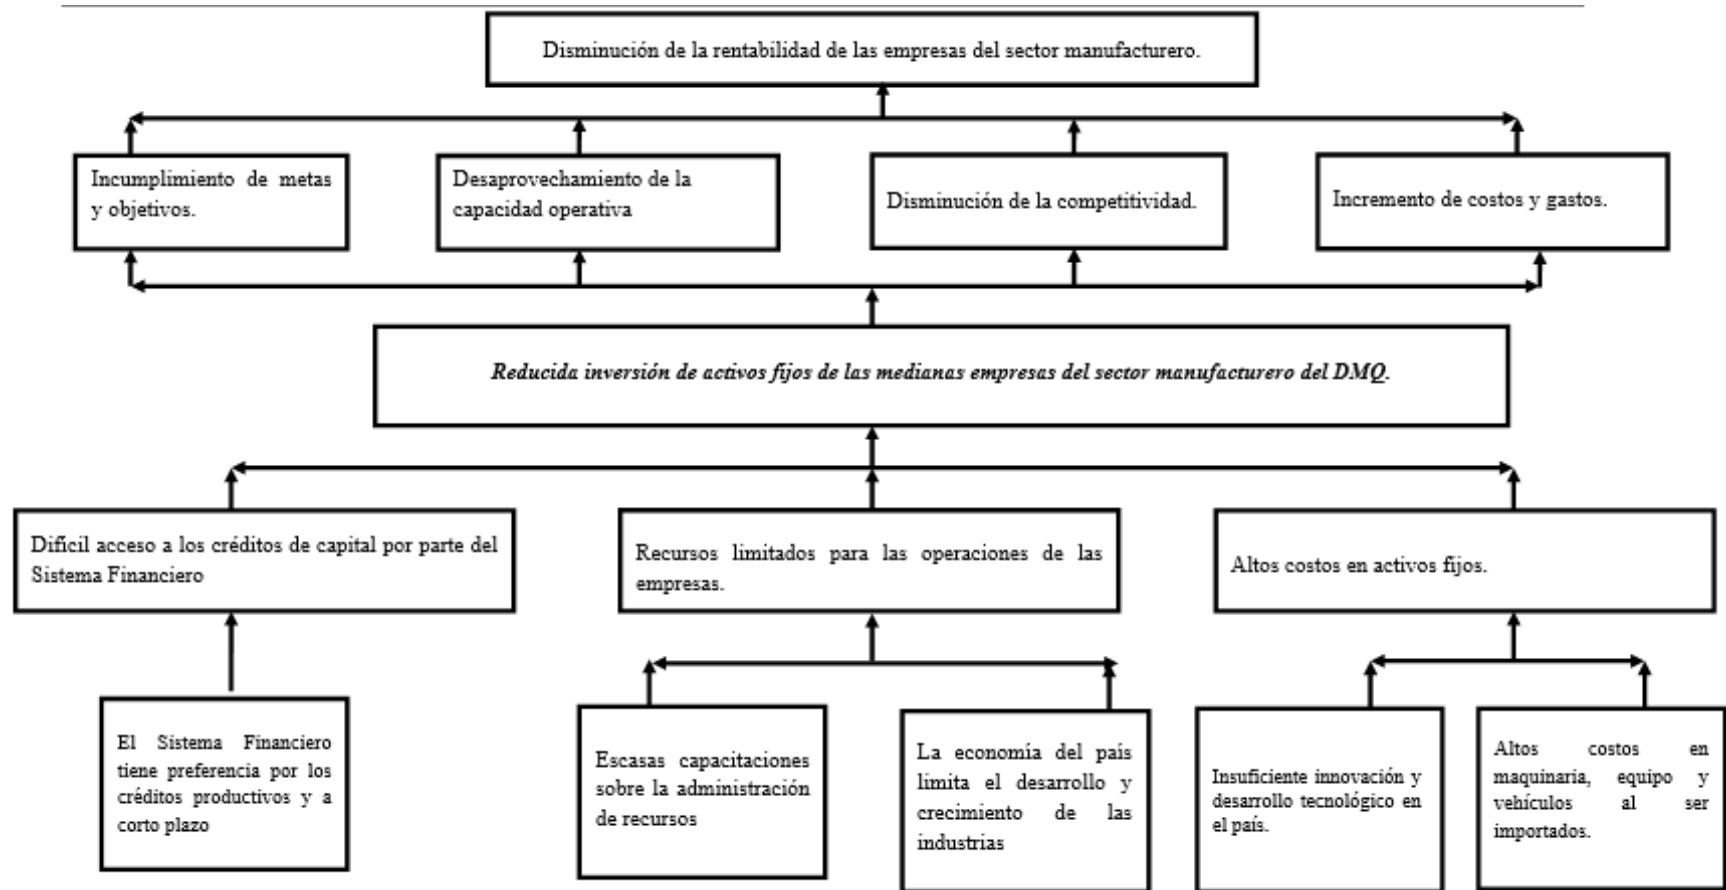 Disminución de la rentabilidad de las empresas del sector manufacturero.
Incumplimiento de metas
y objetivos.
Desaprovechamiento de la
capacidad operativa
Disminución de la competitividad.
Incremento de costos y gastos.
Reducida inversión de activos fijos de las medianas empresas del sector manufacturero del DMQ.
Difícil acceso a los créditos de capital por parte del
Sistema Financiero
Recursos limitados para las operaciones de las
empresas.
Altos costos en activos fijos.
El Sistema Financiero
tiene preferencia por los
créditos productivos y a
corto plazo
Escasas capacitaciones
sobre la administración
de recursos
La economía del país
limita el desarrollo y
crecimiento de las
industrias
Insuficiente innovación y
desarrollo tecnológico en
el país.
Altos costos en
maquinaria, equipo y
vehículos al ser
importados.